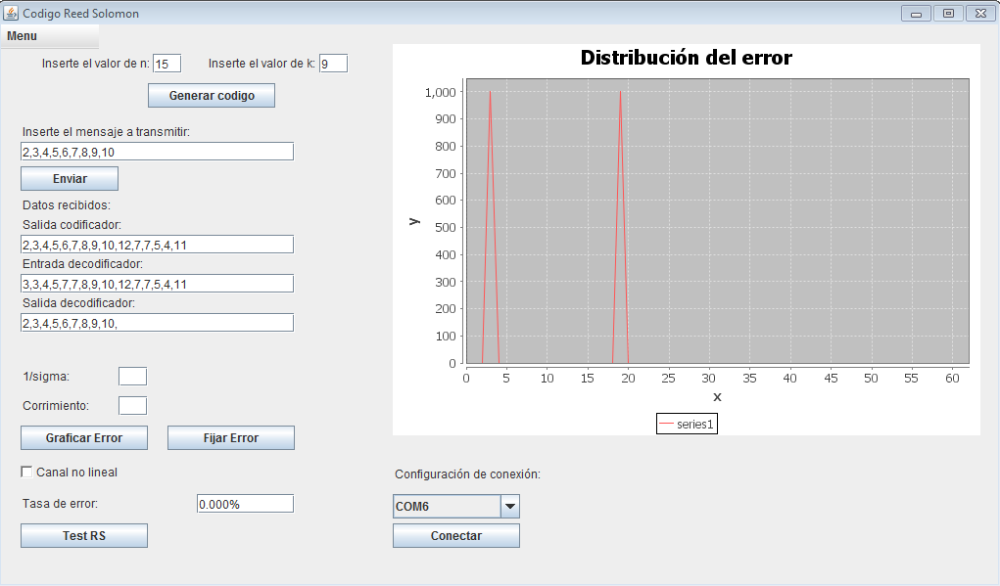 Codigo Reed Solomon
Menu
Inserte el valor de n: 15 Inserte el valor de k: 9
Generar codigo
Inserte el mensaje a transmitir:
2,3,4,5,6,7,8,9,10
Enviar
Datos recibidos:
Salida codificador:
2,3,4,5,6,7,8,9,10,12,7,7,5,4,11
Entrada decodificador:
3,3,4,5,7,7,8,9,10,12,7,7,5,4,11
Salida decodificador:
2,3,4,5,6,7,8,9,10,
1/sigma:
Corrimiento:
Graficar Error Fijar Error
Canal no lineal
Tasa de error: 0.000%
Test RS
Distribución del error
1,000
900
800
700
600
500
400
300
200
100
0
y
0 5 10 15 20 25 30 35 40 45 50 55 60
x
series1
Configuración de conexión:
COM6
Conectar